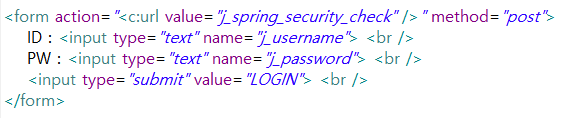 <form action="<c:url value="j_spring_security_check" />" method="post">
ID : <input type="text" name="j_username"> <br />
PW : <input type="text" name="j_password"> <br />
<input type="submit" value="LOGIN"> <br />
</form>